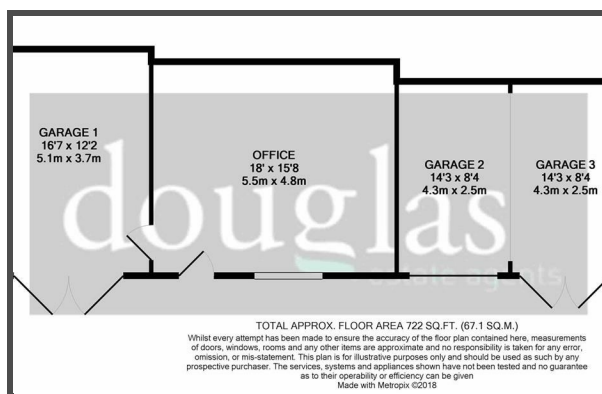 GARAGE 1
16'7 x 12'2
5.1m x 3.7m
OFFICE
18' x 15'8
5.5m x 4.8m
GARAGE 2
14'3 x 8'4
4.3m x 2.5m
GARAGE 3
14'3 x 8'4
4.3m x 2.5m
douglas
estate agents
TOTAL APPROX. FLOOR AREA 722 SQ.FT. (67.1 SQ.M.)
Whilst every attempt has been made to ensure the accuracy of the floor plan contained here, measurements
of doors, windows, rooms and any other items are approximate and no responsibility is taken for any error,
omission, or mis-statement. This plan is for illustrative purposes only and should be used as such by any
prospective purchaser. The services, systems and appliances shown have not been tested and no guarantee
as to their operability or efficiency can be given
Made with Metropix ©2018